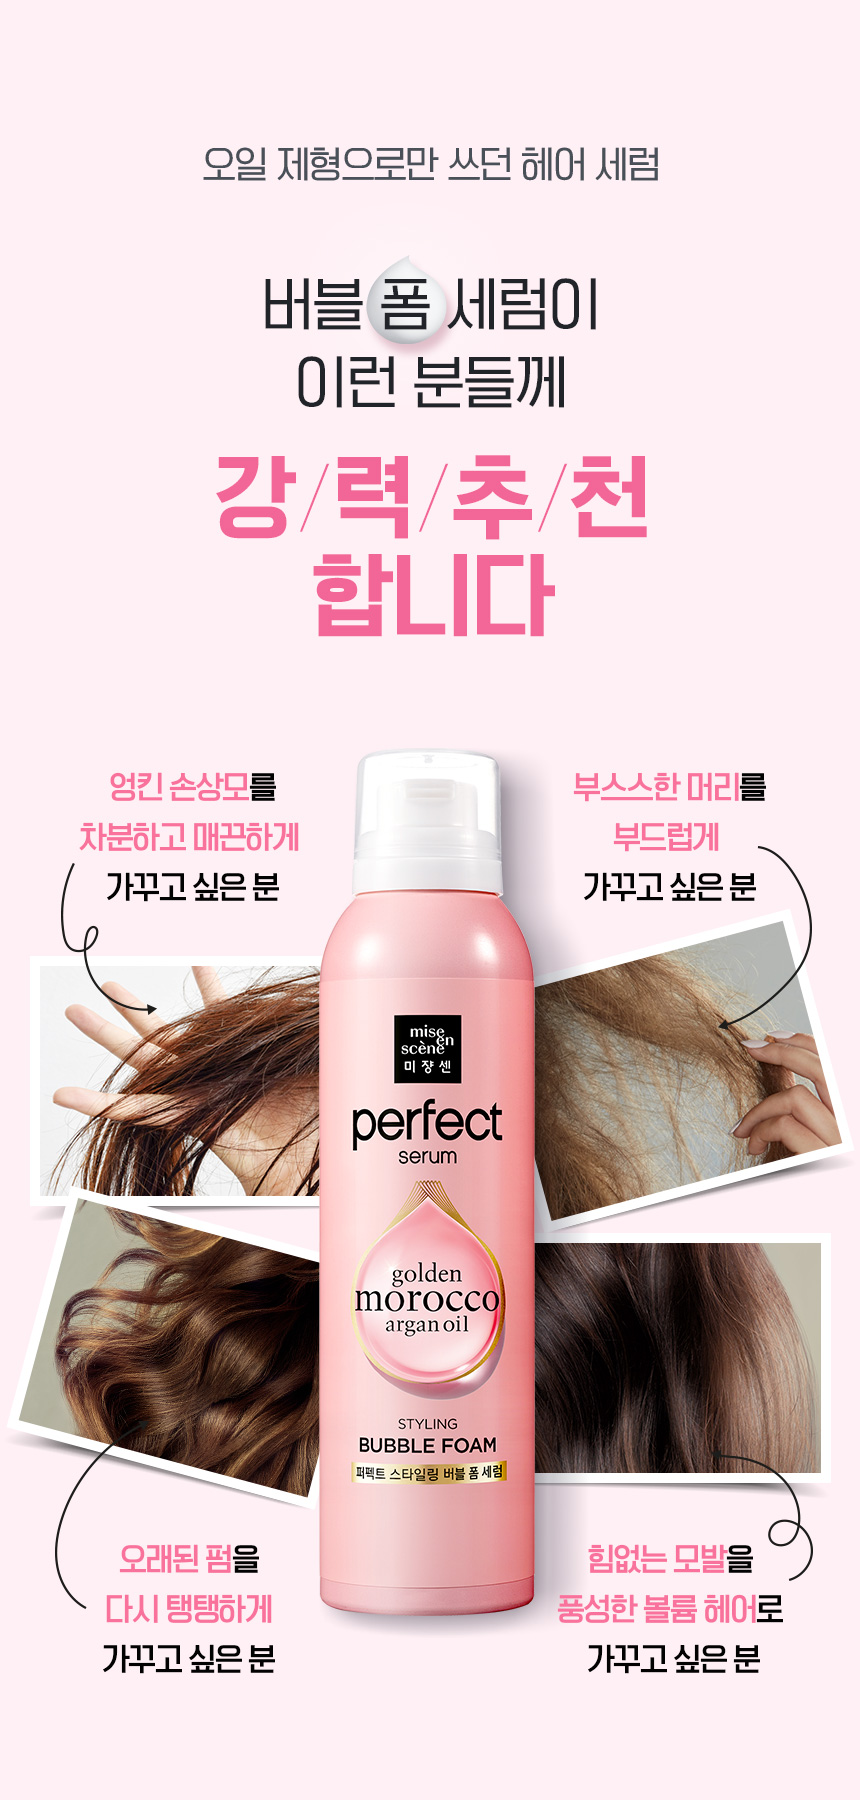 오일 제형으로만 쓰던 헤어 세럼
버블 폼 세럼이
이런 분들께
강/력/추/천
합니다
엉킨 손상모를
차분하고 매끈하게
가꾸고 싶은 분
부스스한 머리를
부드럽게
가꾸고 싶은 분
mise
en
scène
미쟝센
perfect
serum
golden
morocco
argan oil
STYLING
BUBBLE FOAM
퍼펙트 스타일링 버블 폼 세럼
오래된 펌을
다시 탱탱하게
가꾸고 싶은 분
힘없는 모발을
풍성한 볼륨 헤어로
가꾸고 싶은 분